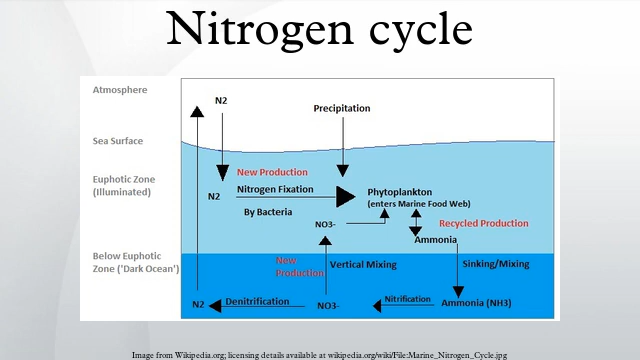 Nitrogen cycle
Atmosphere
N2
Precipitation
Sea Surface
Euphotic Zone
(Illuminated)
New Production
N2
Nitrogen Fixation
By Bacteria
Phytoplankton
(enters Marine Food Web)
NO3-
Recycled Production
Ammonia
Below Euphotic
Zone ('Dark Ocean')
New
Production
Vertical Mixing
Sinking/Mixing
N2
Denitrification
NO3-
Nitrification
Ammonia (NH3)
Image from Wikipedia.org; licensing details available at wikipedia.org/wiki/File:Marine_Nitrogen_Cycle.jpg